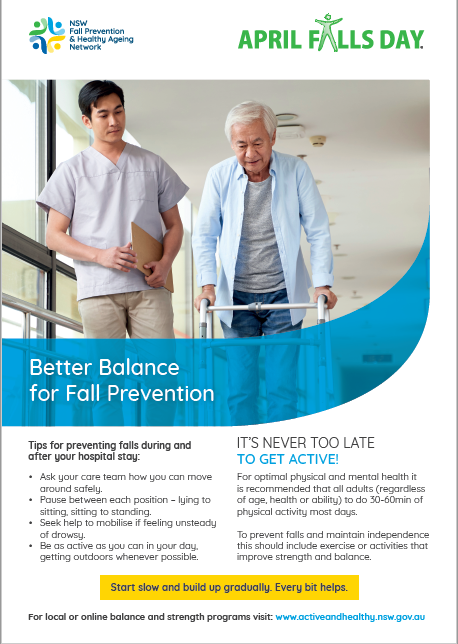 NSW
Fall Prevention
& Healthy Ageing
Network
APRIL FALLS DAY.
Better Balance
for Fall Prevention
Tips for preventing falls during and
after your hospital stay:
• Ask your care team how you can move
around safely.
• Pause between each position – lying to
sitting, sitting to standing.
• Seek help to mobilise if feeling unsteady
of drowsy.
• Be as active as you can in your day,
getting outdoors whenever possible.
IT'S NEVER TOO LATE
TO GET ACTIVE!
For optimal physical and mental health it
is recommended that all adults (regardless
of age, health or ability) to do 30-60min of
physical activity most days.
To prevent falls and maintain independence
this should include exercise or activities that
improve strength and balance.
Start slow and build up gradually. Every bit helps.
For local or online balance and strength programs visit: www.activeandhealthy.nsw.gov.au